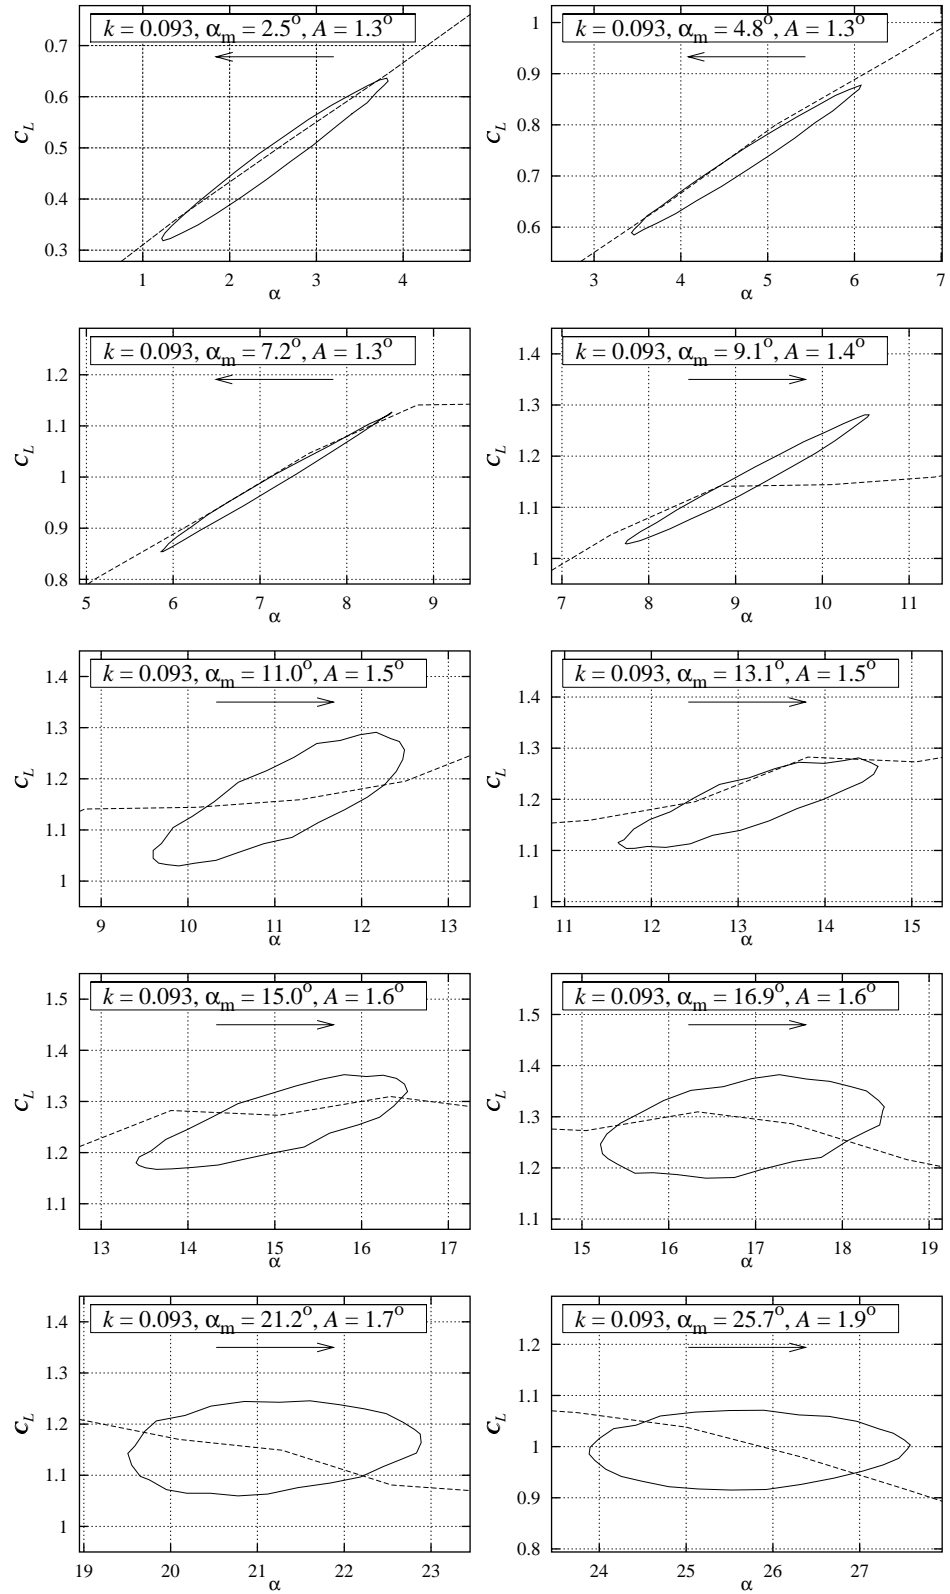 k = 0.093, αm = 2.5°, A = 1.3°
0.7
0.6
0.5
0.4
0.3
CL
1 2 3 4
α
k = 0.093, αm = 4.8°, A = 1.3°
1
0.9
0.8
0.7
0.6
CL
3 4 5 6 7
α
k = 0.093, αm = 7.2°, A = 1.3°
1.2
1.1
1
0.9
0.8
CL
5 6 7 8 9
α
k = 0.093, αm = 9.1°, A = 1.4°
1.4
1.3
1.2
1.1
1
CL
7 8 9 10 11
α
k = 0.093, αm = 11.0°, A = 1.5°
1.4
1.3
1.2
1.1
1
CL
9 10 11 12 13
α
k = 0.093, αm = 13.1°, A = 1.5°
1.4
1.3
1.2
1.1
1
CL
11 12 13 14 15
α
k = 0.093, αm = 15.0°, A = 1.6°
1.5
1.4
1.3
1.2
1.1
CL
13 14 15 16 17
α
k = 0.093, αm = 16.9°, A = 1.6°
1.5
1.4
1.3
1.2
1.1
CL
15 16 17 18 19
α
k = 0.093, αm = 21.2°, A = 1.7°
1.4
1.3
1.2
1.1
1
CL
19 20 21 22 23
α
k = 0.093, αm = 25.7°, A = 1.9°
1.2
1.1
1
0.9
0.8
CL
24 25 26 27
α